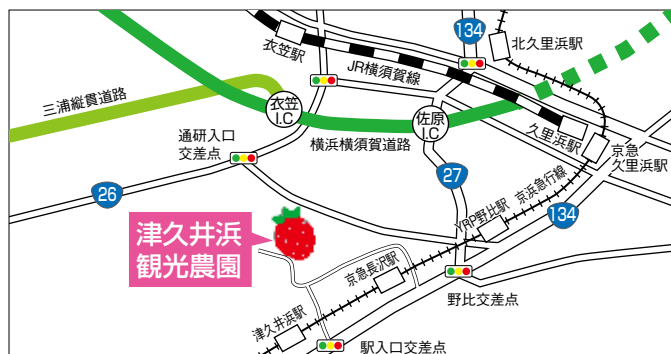 134
北久里浜駅
衣笠駅
JR横須賀線
三浦縦貫道路
衣笠
I.C
佐原
I.C
久里浜駅
通研入口
交差点
横浜横須賀道路
京急
久里浜駅
26
27
京浜急行線
YRP野比駅
134
津久井浜
観光農園
京急長沢駅
野比交差点
津久井浜駅
駅入口交差点